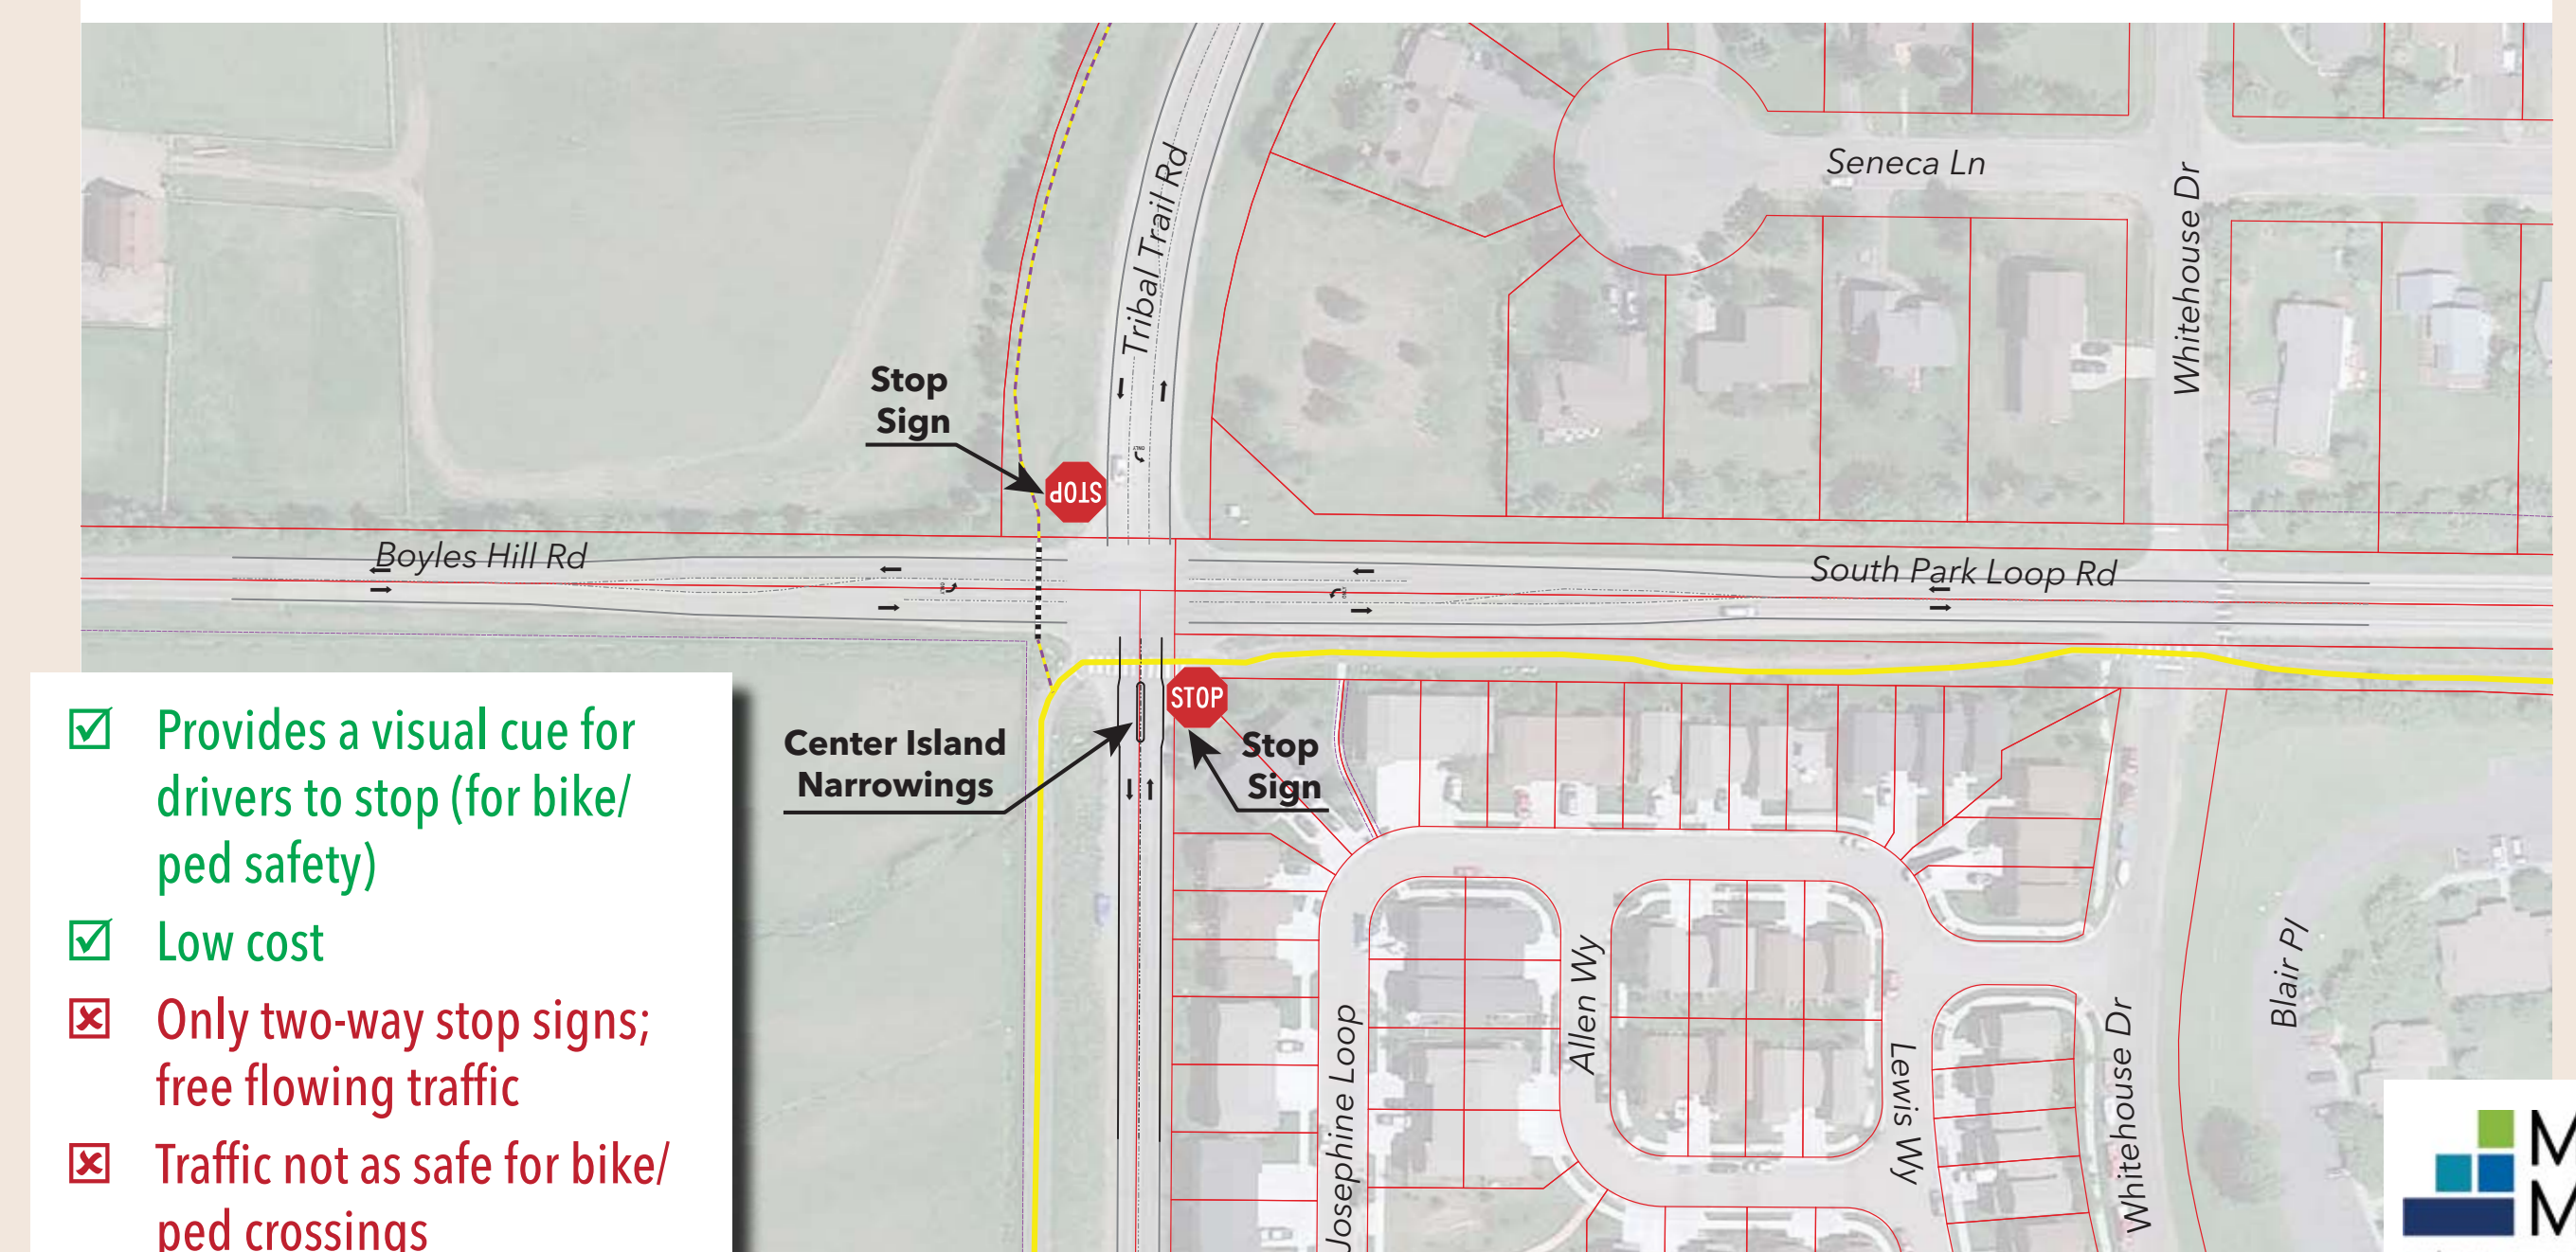 Seneca Ln
Whitehouse Dr
Tribal Trail Rd
Stop
Sign
STOP
Boyles Hill Rd
South Park Loop Rd
STOP
Center Island
Narrowings
Stop
Sign
Josephine Loop
Allen Wy
Lewis Wy
Whitehouse Dr
Blair Pl
☑ Provides a visual cue for
drivers to stop (for bike/
ped safety)
☑ Low cost
☒ Only two-way stop signs;
free flowing traffic
☒ Traffic not as safe for bike/
ped crossings
M
M